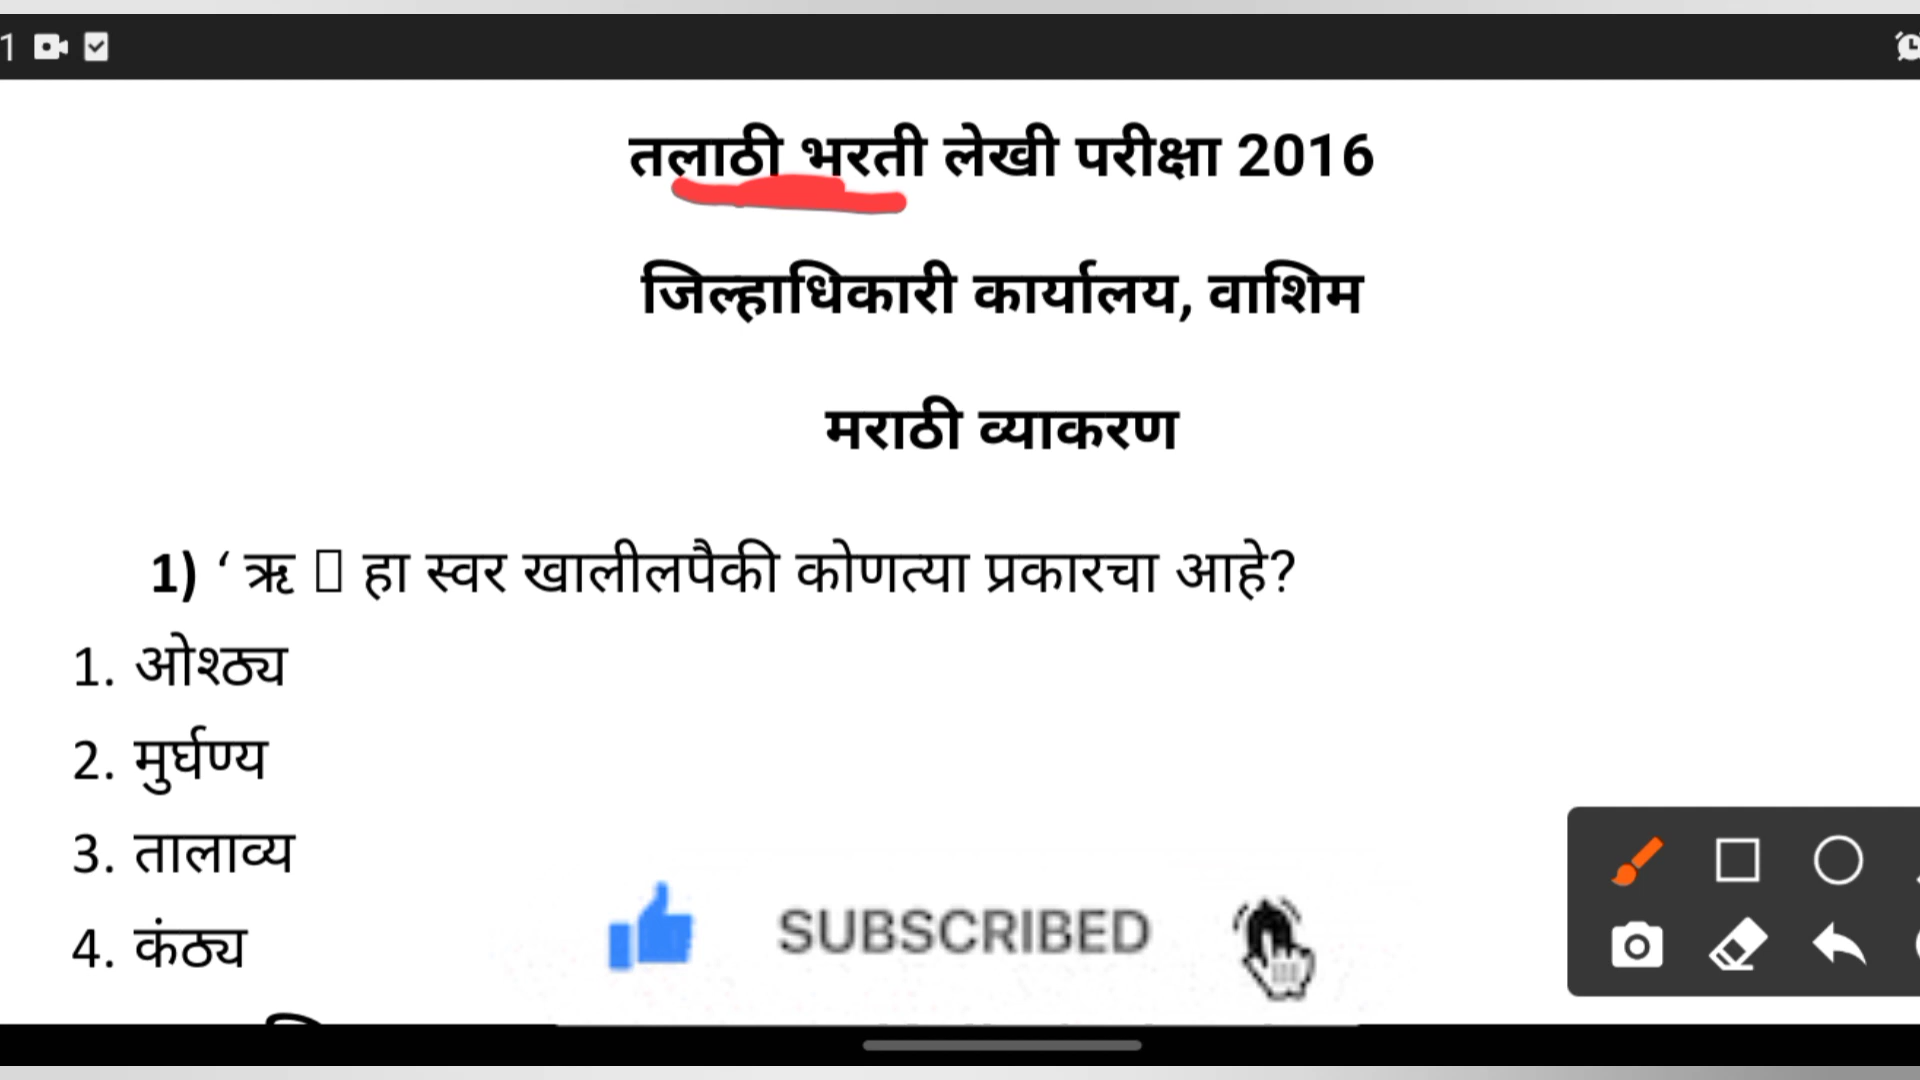 1
तलाठी भरती लेखी परीक्षा 2016
जिल्हाधिकारी कार्यालय, वाशिम
मराठी व्याकरण
1) ‘ ऋ  हा स्वर खालीलपैकी कोणत्या प्रकारचा आहे?
1. ओश्ठ्य
2. मुर्घण्य
3. तालाव्य
4. कंठ्य
SUBSCRIBED